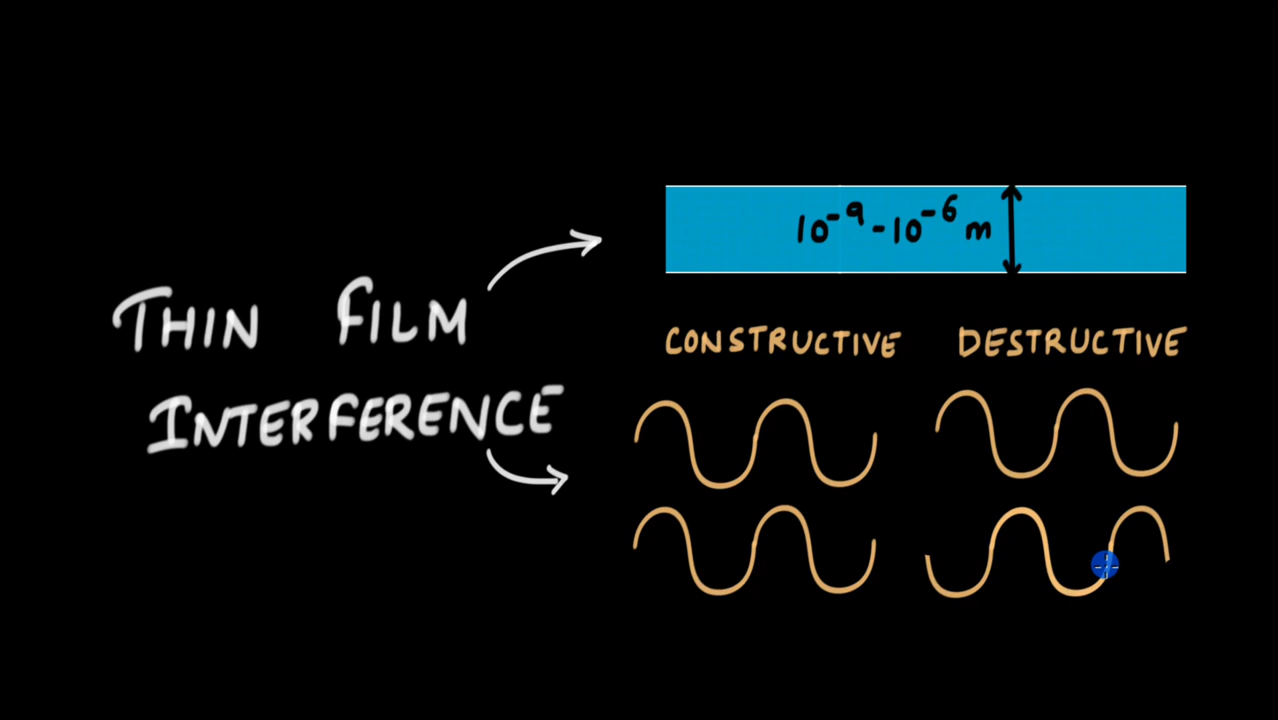 THIN FILM
INTERFERENCE
10⁻⁹ - 10⁻⁶ m
CONSTRUCTIVE DESTRUCTIVE